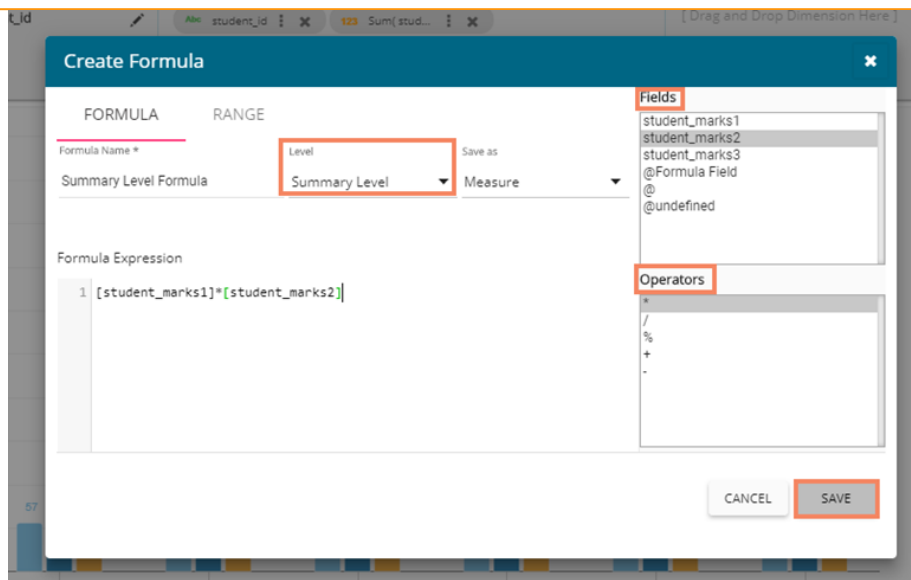 t_id
Abc student_id
123 Sum( stud...
[ Drag and Drop Dimension Here ]
Create Formula
FORMULA
RANGE
Formula Name *
Summary Level Formula
Level
Summary Level
Save as
Measure
Formula Expression
1 [student_marks1]*[student_marks2]
Fields
student_marks1
student_marks2
student_marks3
@Formula Field
@
@undefined
Operators
*
/
%
+
-
CANCEL
SAVE
57